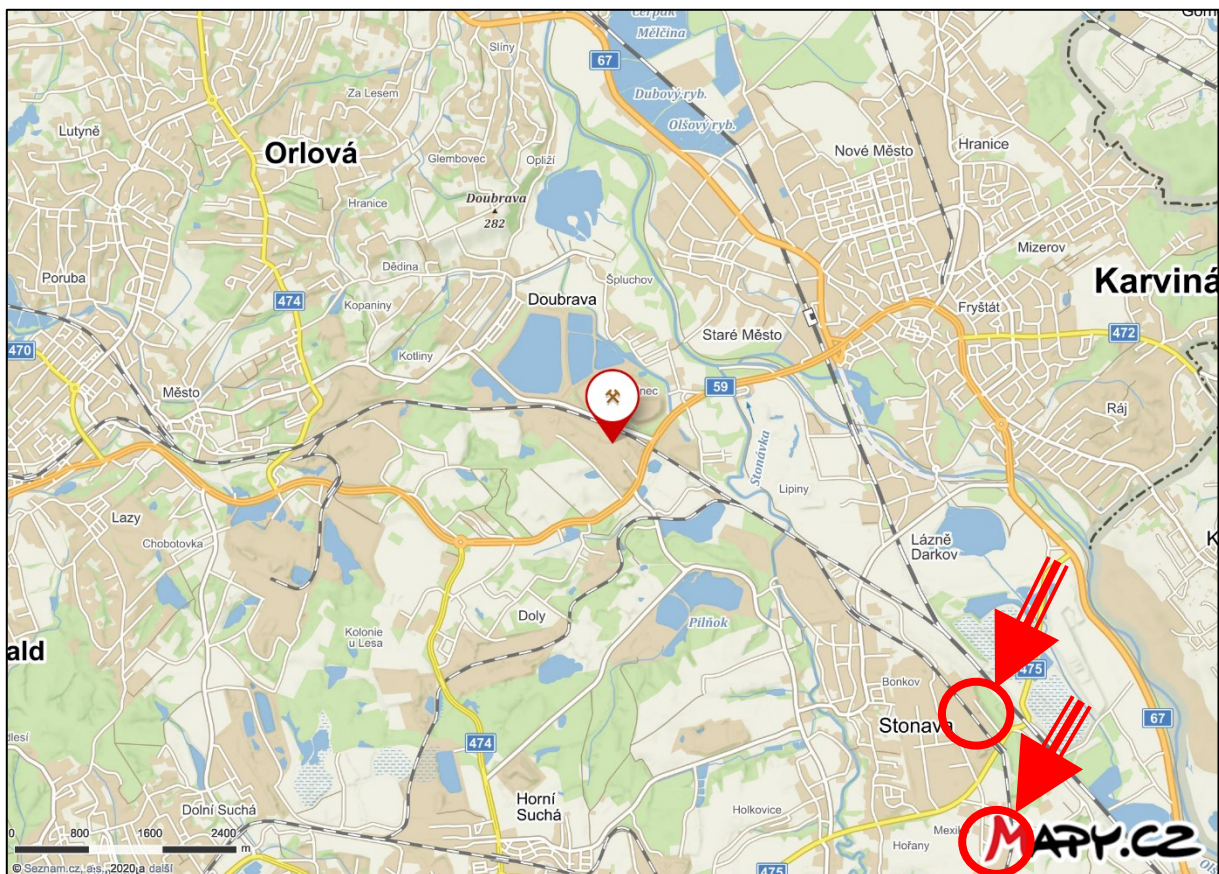 Čerpák
Mělčina
Slíny
67
Za Lesem
Dubový ryb.
Olšový ryb.
Lutyně
Orlová
Nové Město
Hranice
Glembovec
Opliží
Doubrava
282
Hranice
Mizerov
Dědina
Poruba
Špluchov
Karviná
474
Kopaniny
Doubrava
Fryštát
Staré Město
472
470
Kotliny
Město
59
nec
Ráj
Stonávka
Lipiny
Lazy
Chobotovka
Lázně
Darkov
K
Doly
Pilňok
Kolonie
u Lesa
ald
475
Bonkov
Stonava
67
474
Horní
Suchá
Dolní Suchá
Holkovice
0 800 1600 2400
m
Hořany
MAPY.CZ
475
© Seznam.cz, a.s., 2020, a další